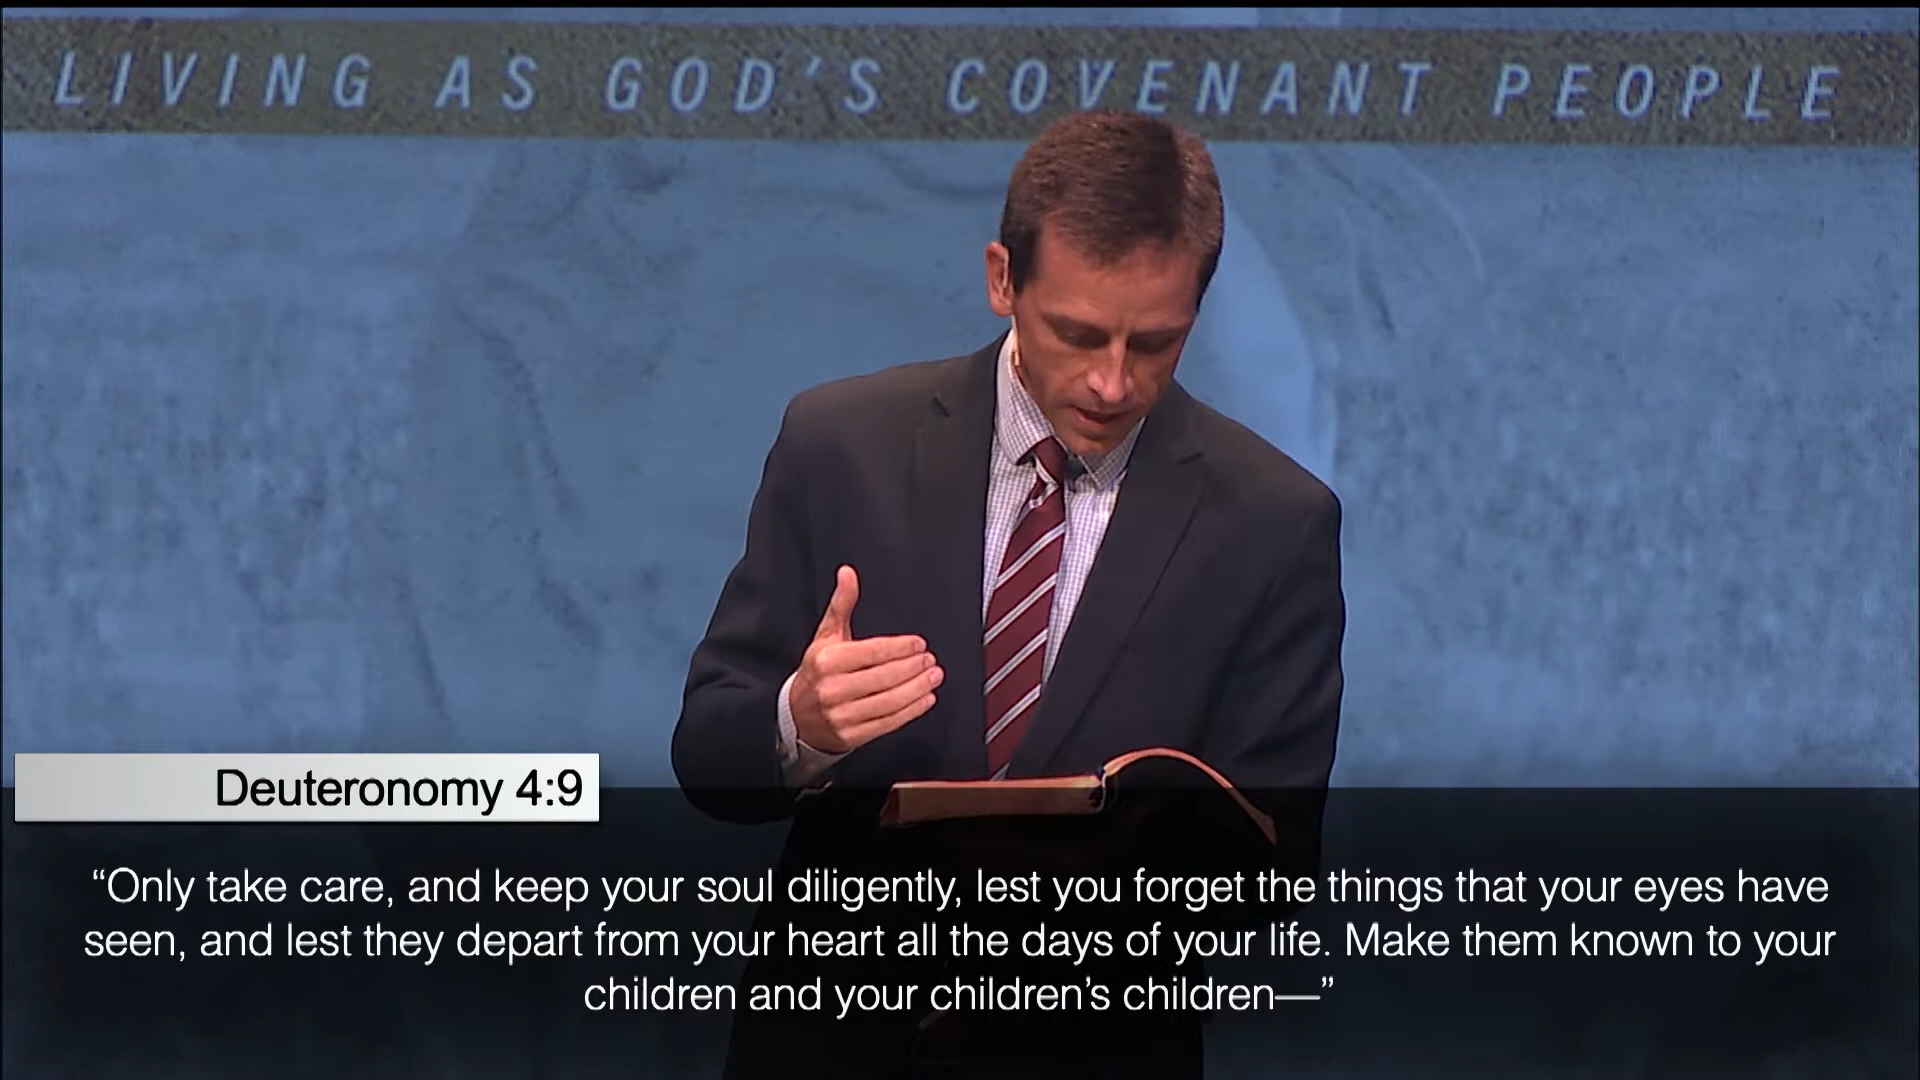 LIVING AS GOD'S COVENANT PEOPLE
Deuteronomy 4:9
“Only take care, and keep your soul diligently, lest you forget the things that your eyes have
seen, and lest they depart from your heart all the days of your life. Make them known to your
children and your children’s children—”